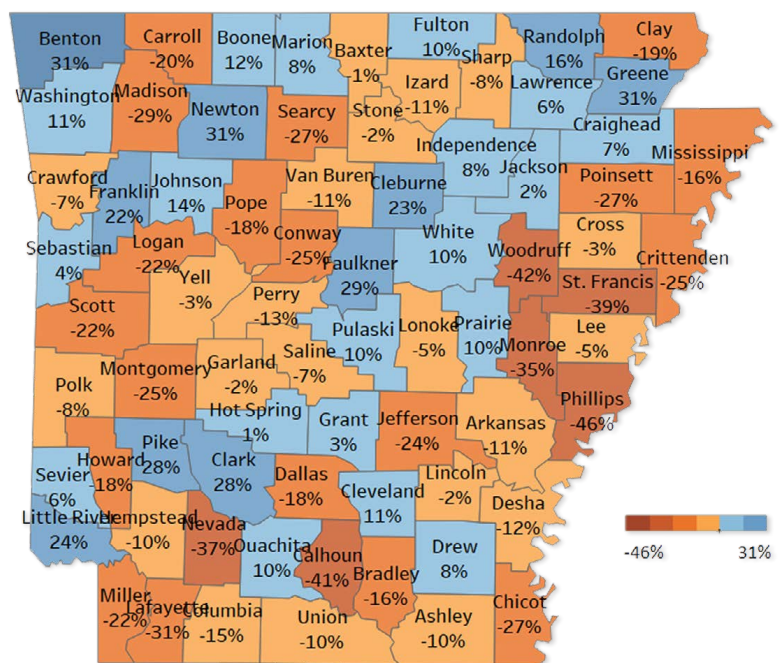 Benton
31%
Carroll
-20%
Boone
12%
Marion
8%
Baxter
-1%
Fulton
10%
Sharp
-8%
Randolph
16%
Clay
-19%
Greene
31%
Washington
11%
Madison
-29%
Newton
31%
Searcy
-27%
Stone
-2%
Izard
-11%
Lawrence
6%
Independence
8%
Jackson
2%
Craighead
7%
Mississippi
-16%
Poinsett
-27%
Crawford
-7%
Franklin
22%
Johnson
14%
Pope
-18%
Van Buren
-11%
Cleburne
23%
Conway
-25%
White
10%
Woodruff
-42%
Cross
-3%
Crittenden
-25%
St. Francis
-39%
Sebastian
4%
Logan
-22%
Yell
-3%
Faulkner
29%
Perry
-13%
Scott
-22%
Pulaski
10%
Lonoke
-5%
Prairie
10%
Monroe
-35%
Lee
-5%
Phillips
-46%
Polk
-8%
Montgomery
-25%
Garland
-2%
Saline
-7%
Hot Spring
1%
Grant
3%
Jefferson
-24%
Arkansas
-11%
Pike
28%
Clark
28%
Howard
-18%
Sevier
6%
Little River
24%
Hempstead
-10%
Nevada
-37%
Dallas
-18%
Cleveland
11%
Lincoln
-2%
Desha
-12%
Ouachita
10%
Calhoun
-41%
Bradley
-16%
Drew
8%
Miller
-22%
Lafayette
-31%
Columbia
-15%
Union
-10%
Ashley
-10%
Chicot
-27%
-46% 31%